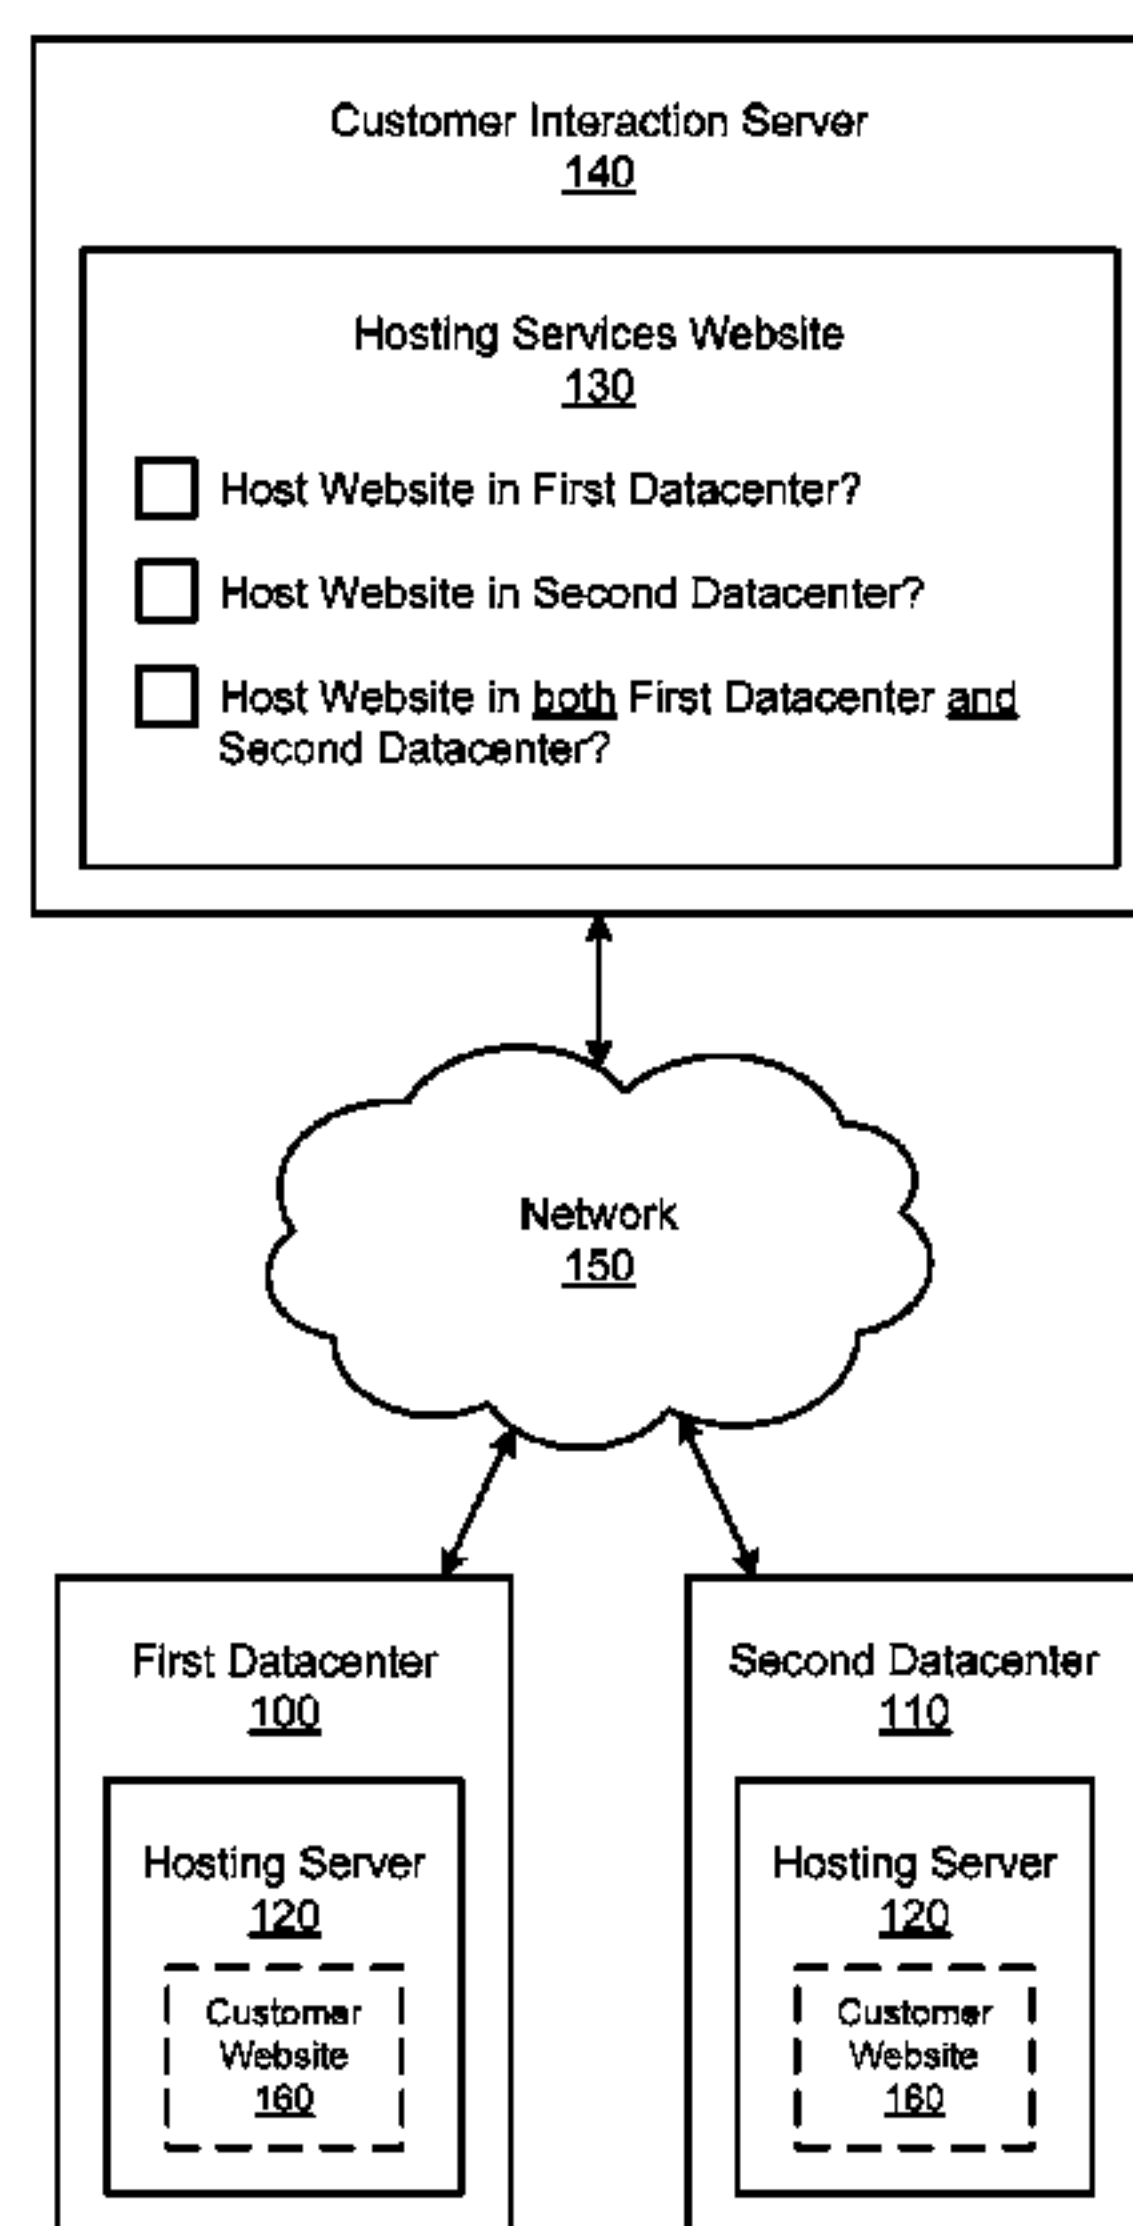 Customer Interaction Server
140
Hosting Services Website
130
Host Website in First Datacenter?
Host Website in Second Datacenter?
Host Website in both First Datacenter and
Second Datacenter?
Network
150
First Datacenter
100
Hosting Server
120
Customer
Website
160
Second Datacenter
110
Hosting Server
120
Customer
Website
160